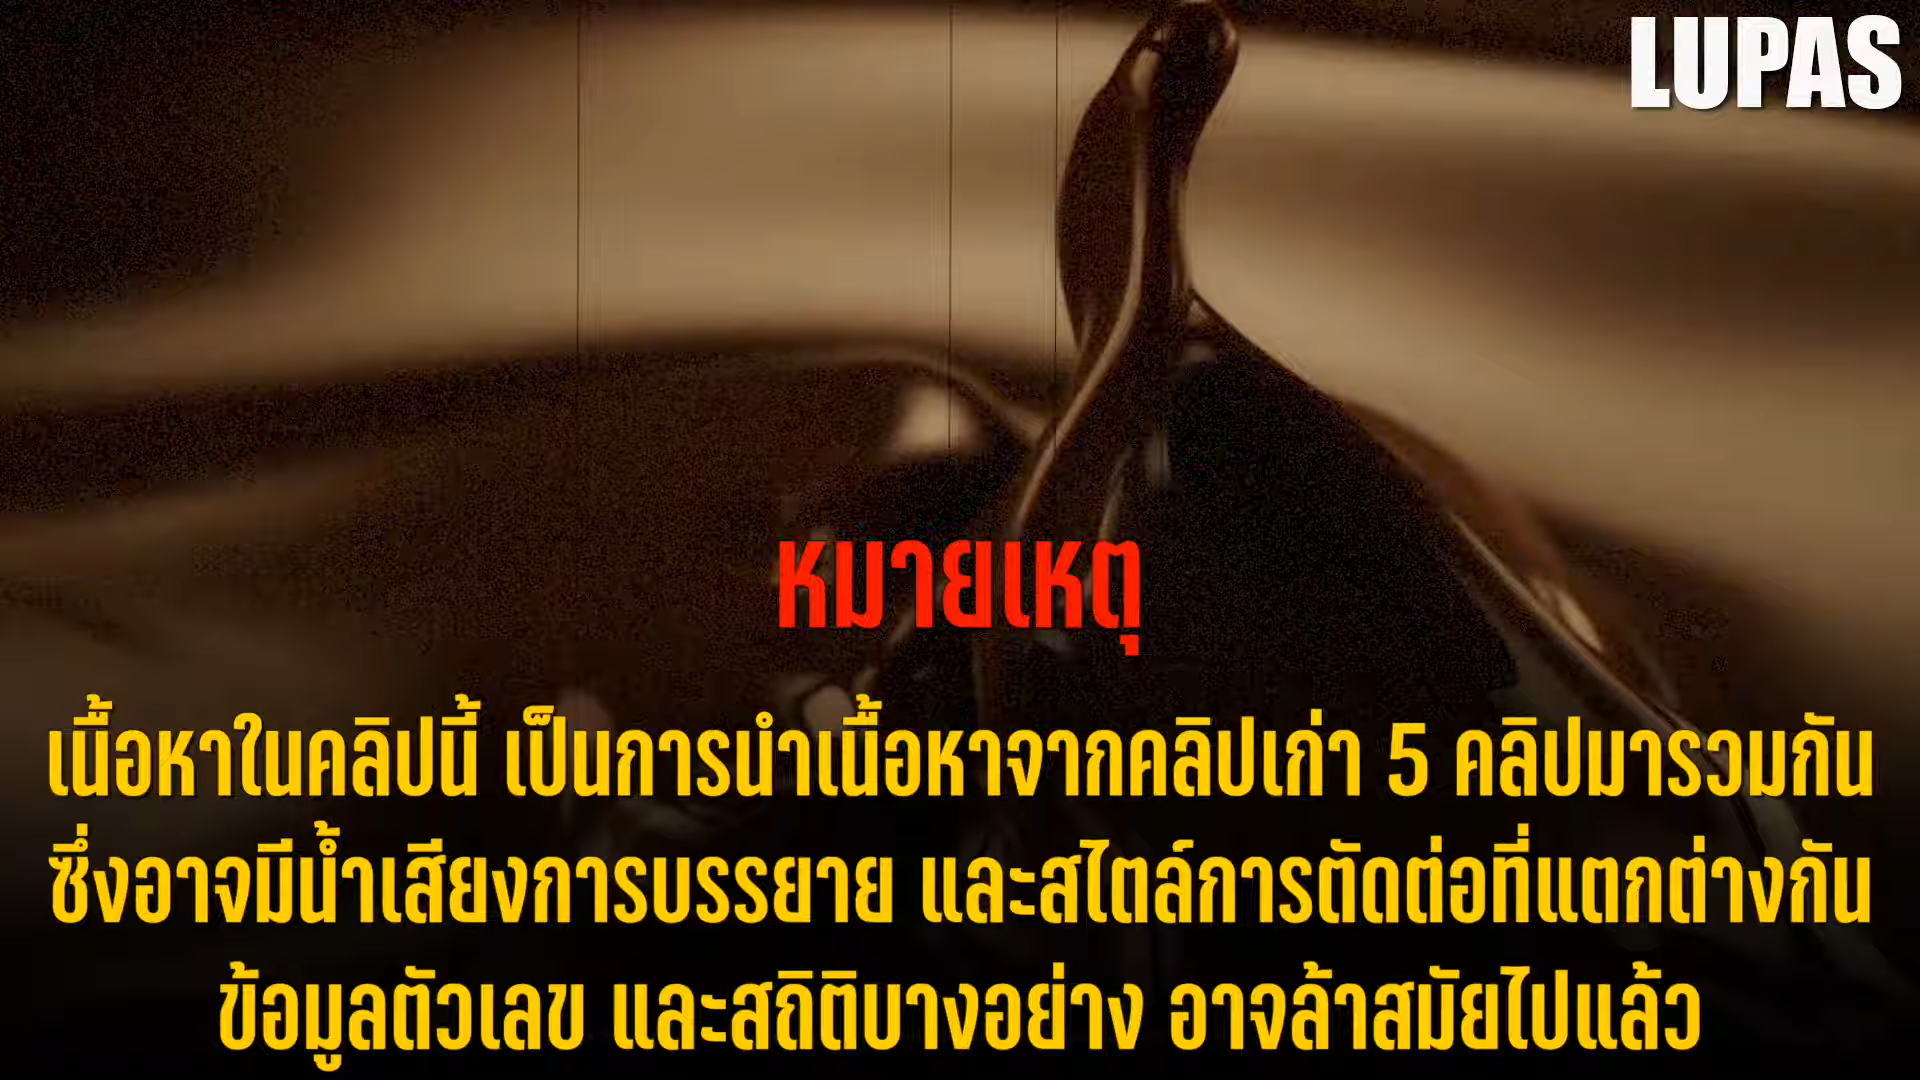 LUPAS
หมายเหตุ
เนื้อหาในคลิปนี้ เป็นการนำเนื้อหาจากคลิปเก่า 5 คลิปมารวมกัน
ซึ่งอาจมีน้ำเสียงการบรรยาย และสไตล์การตัดต่อที่แตกต่างกัน
ข้อมูลตัวเลข และสถิติบางอย่าง อาจล้าสมัยไปแล้ว